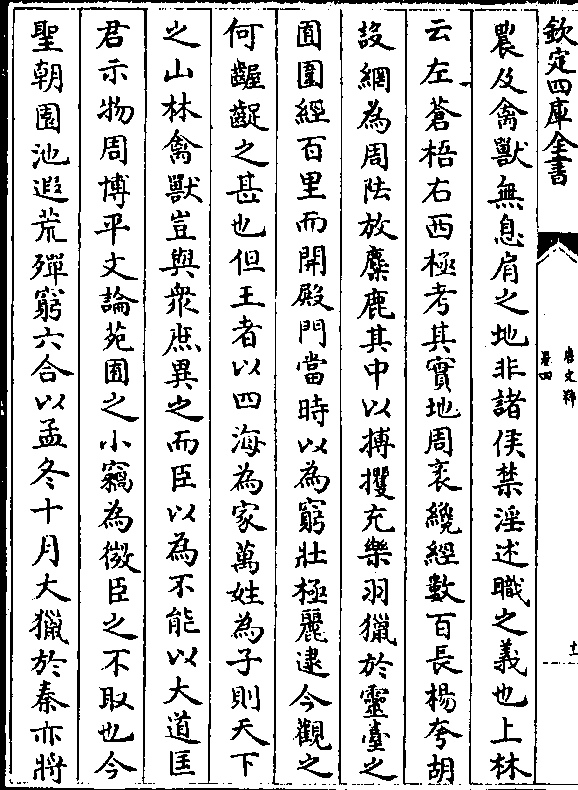 欽定四庫全書
唐文粹
卷四
十二
農及禽獸無息肩之地非諸侯禁淫述職之義也上林
云左蒼梧右西極考其實地周袤纔經數百長楊夸胡
設網為周阹放麋鹿其中以搏攫充樂羽獵於靈臺之
囿圍經百里而開殿門當時以為窮壯極麗逮今觀之
何齷齪之甚也但王者以四海為家萬姓為子則天下
之山林禽獸豈與衆庶異之而臣以為不能以大道匡
君示物周博平文論苑囿之小竊為微臣之不取也今
聖朝園池遐荒殫窮六合以孟冬十月大獵於秦亦將